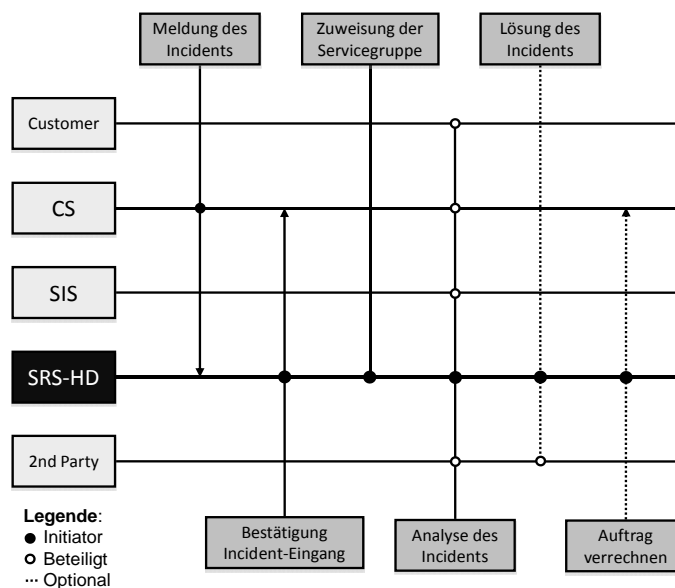 Meldung des
Incidents
Zuweisung der
Servicegruppe
Lösung des
Incidents
Customer
CS
SIS
SRS-HD
2nd Party
Legende:
Initiator
Beteiligt
Optional
Bestätigung
Incident-Eingang
Analyse des
Incidents
Auftrag
verrechnen